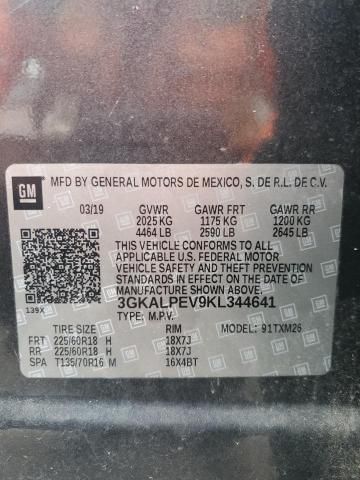 GM
MFD BY GENERAL MOTORS DE MEXICO, S. DE R.L. DE C.V.
03/19 GVWR GAWR FRT GAWR RR
2025 KG 1175 KG 1200 KG
4464 LB 2590 LB 2645 LB
THIS VEHICLE CONFORMS TO ALL
APPLICABLE U.S. FEDERAL MOTOR
VEHICLE SAFETY AND THEFT PREVENTION
STANDARDS IN EFFECT ON THE DATE OF
MANUFACTURE SHOWN ABOVE.
139X
3GKALPEV9KL344641
TYPE: M.P.V. MODEL: 91TXM26
TIRE SIZE RIM
FRT 225/60R18 H 18X7J
RR 225/60R18 H 18X7J
SPA T135/70R16 M 16X4BT